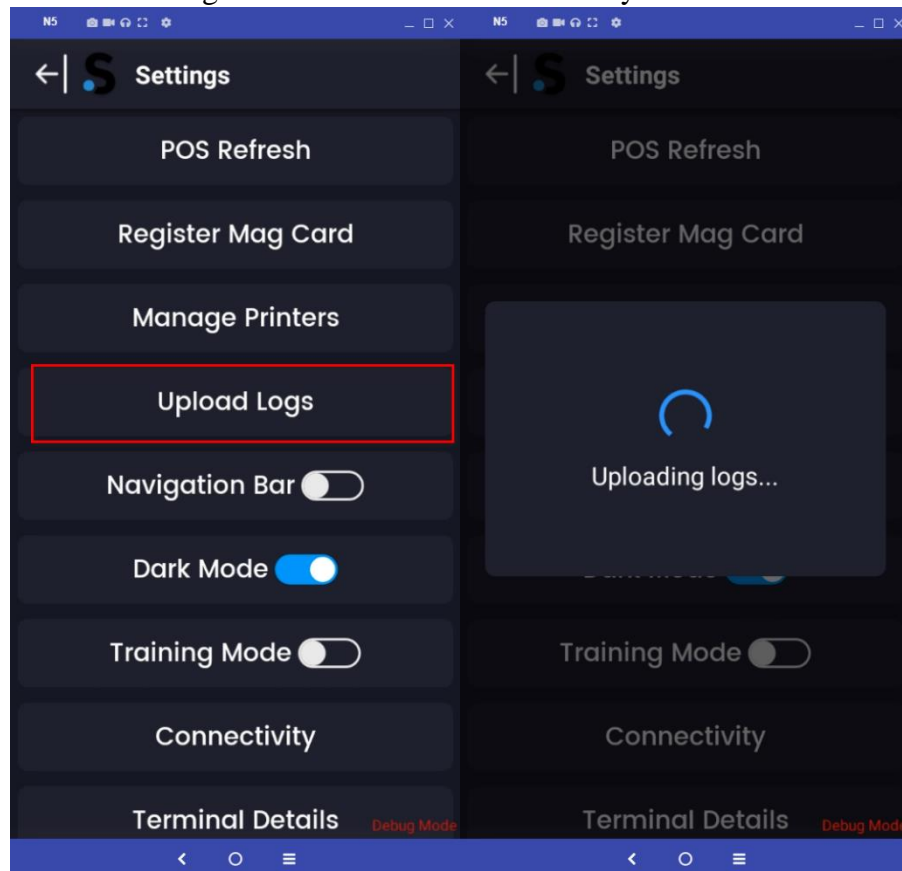 N5
Settings
POS Refresh
Register Mag Card
Manage Printers
Upload Logs
Navigation Bar
Dark Mode
Training Mode
Connectivity
Terminal Details
Debug Mode
N5
Settings
POS Refresh
Register Mag Card
Uploading logs...
Training Mode
Connectivity
Terminal Details
Debug Mode